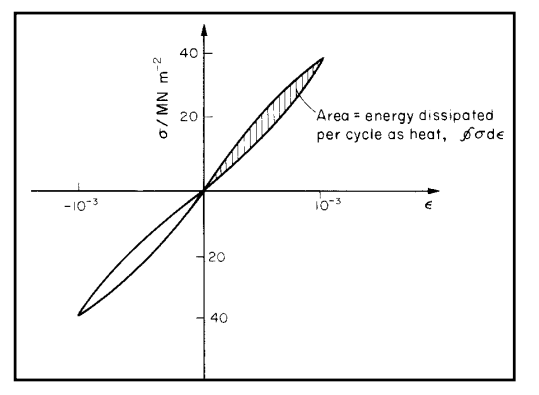 σ/MN m⁻²
40
20
Area = energy dissipated
per cycle as heat, ∮σdϵ
-10⁻³
10⁻³
ϵ
20
40